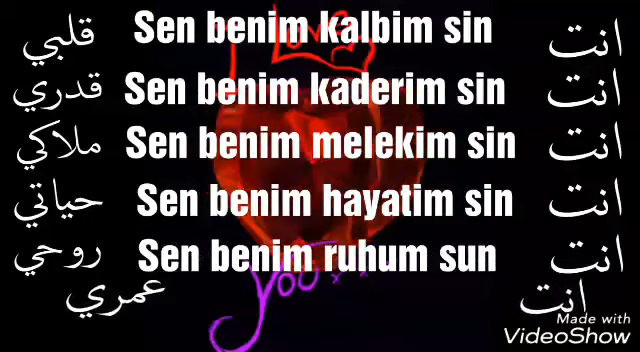 انت Sen benim kalbim sin قلبي
انت Sen benim kaderim sin قدري
انت Sen benim melekim sin ملاكي
انت Sen benim hayatim sin حياتي
انت Sen benim ruhum sun روحي
انت عمري
Love
you
Made with
VideoShow